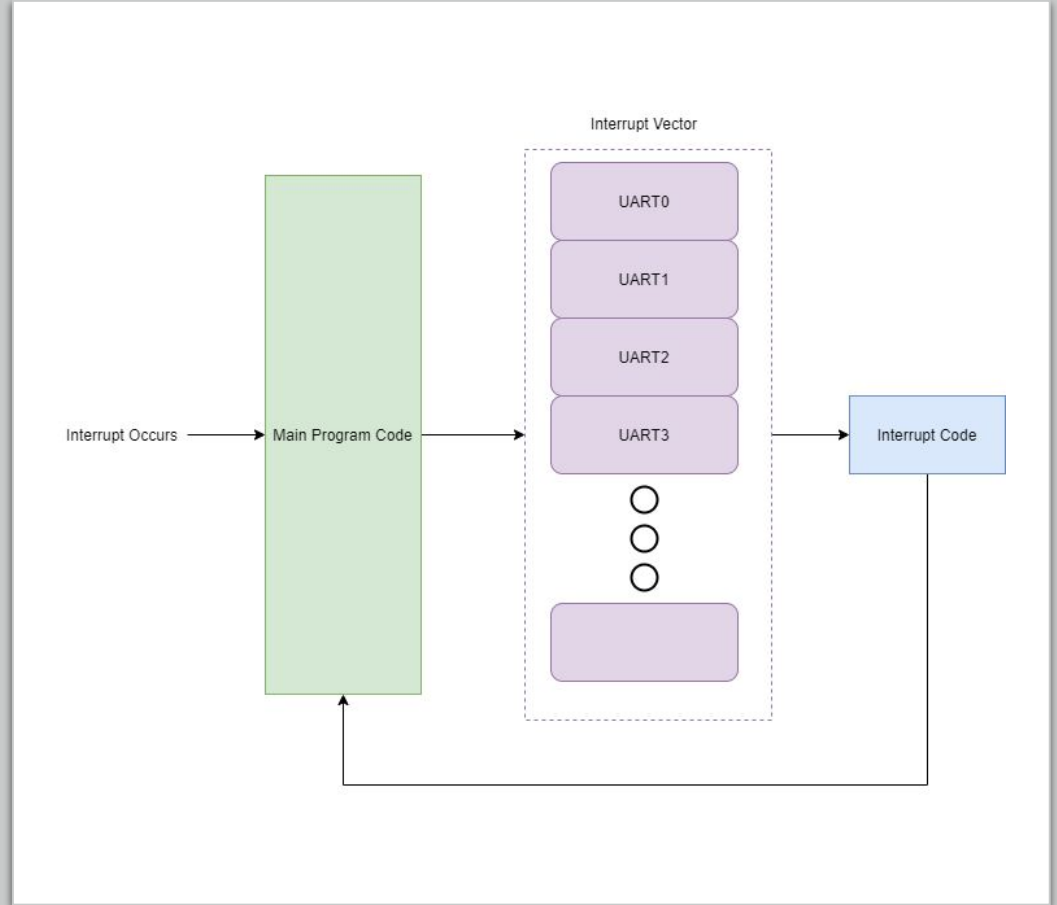 Interrupt Vector
UART0
UART1
UART2
UART3
Interrupt Occurs
Main Program Code
Interrupt Code